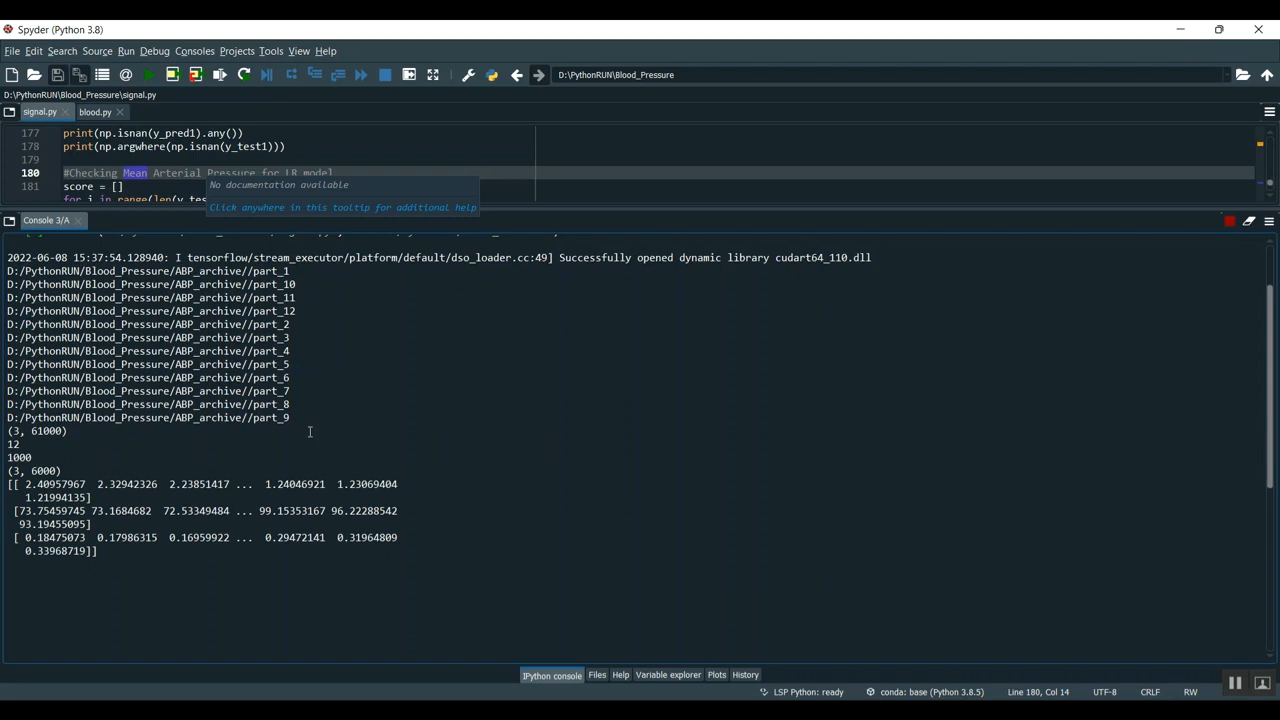 Spyder (Python 3.8)
File Edit Search Source Run Debug Consoles Projects Tools View Help
D:\PythonRUN\Blood_Pressure
D:\PythonRUN\Blood_Pressure\signal.py
signal.py blood.py
177 print(np.isnan(y_pred1).any())
178 print(np.argwhere(np.isnan(y_test1)))
179
180 #Checking Mean Arterial Pressure for LR model
181 score = []
No documentation available
Click anywhere in this tooltip for additional help
Console 3/A
2022-06-08 15:37:54.128940: I tensorflow/stream_executor/platform/default/dso_loader.cc:49] Successfully opened dynamic library cudart64_110.dll
D:/PythonRUN/Blood_Pressure/ABP_archive//part_1
D:/PythonRUN/Blood_Pressure/ABP_archive//part_10
D:/PythonRUN/Blood_Pressure/ABP_archive//part_11
D:/PythonRUN/Blood_Pressure/ABP_archive//part_12
D:/PythonRUN/Blood_Pressure/ABP_archive//part_2
D:/PythonRUN/Blood_Pressure/ABP_archive//part_3
D:/PythonRUN/Blood_Pressure/ABP_archive//part_4
D:/PythonRUN/Blood_Pressure/ABP_archive//part_5
D:/PythonRUN/Blood_Pressure/ABP_archive//part_6
D:/PythonRUN/Blood_Pressure/ABP_archive//part_7
D:/PythonRUN/Blood_Pressure/ABP_archive//part_8
D:/PythonRUN/Blood_Pressure/ABP_archive//part_9
(3, 61000)
12
1000
(3, 6000)
[[ 2.40957967 2.32942326 2.23851417 ... 1.24046921 1.23069404
1.21994135]
[73.75459745 73.1684682 72.53349484 ... 99.15353167 96.22288542
93.19455095]
[ 0.18475073 0.17986315 0.16959922 ... 0.29472141 0.31964809
0.33968719]]
IPython console Files Help Variable explorer Plots History
LSP Python: ready conda: base (Python 3.8.5) Line 180, Col 14 UTF-8 CRLF RW